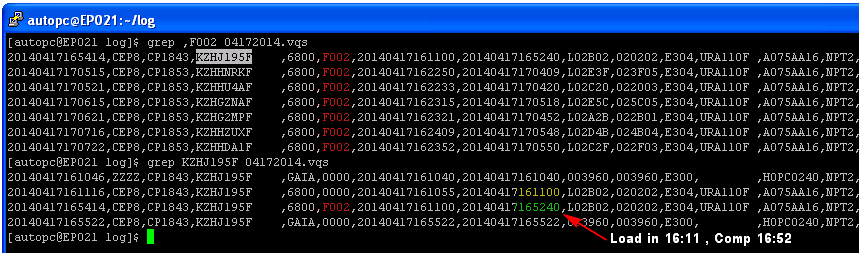 autopc@EP021:~/log
[autopc@EP021 log]$ grep ,F002 04172014.vqs
20140417165414,CEP8,CP1843,KZHJ195F    ,6800,F002,20140417161100,20140417165240,L02B02,020202,E304,URA110F ,A075AA16,NPT2,
20140417170521,CEP8,CP1853,KZHHNRKF    ,6800,F002,20140417162250,20140417170409,L02E3F,023F05,E304,URA110F ,A075AA16,NPT2,
20140417170521,CEP8,CP1853,KZHHU4AF    ,6800,F002,20140417162233,20140417170420,L02C20,022003,E304,URA110F ,A075AA16,NPT2,
20140417170615,CEP8,CP1853,KZHGZNAF    ,6800,F002,20140417162315,20140417170518,L02E5C,025C05,E304,URA110F ,A075AA16,NPT2,
20140417170621,CEP8,CP1853,KZHG2MPF    ,6800,F002,20140417162321,20140417170452,L02A2B,022B01,E304,URA110F ,A075AA16,NPT2,
20140417170716,CEP8,CP1853,KZHHZUXF    ,6800,F002,20140417162409,20140417170548,L02D4B,024B04,E304,URA110F ,A075AA16,NPT2,
20140417170722,CEP8,CP1853,KZHHDA1F    ,6800,F002,20140417162352,20140417170550,L02C2F,022F03,E304,URA110F ,A075AA16,NPT2,
[autopc@EP021 log]$ grep KZHJ195F 04172014.vqs
20140417161046,ZZZZ,CP1843,KZHJ195F    ,GAIA,0000,20140417161040,20140417161040,003960,003960,E300,        ,HOPC0240,NPT2,
20140417161116,CEP8,CP1843,KZHJ195F    ,6800,0000,20140417161055,20140417161100,L02B02,020202,E304,URA110F ,A075AA16,NPT2,
20140417165414,CEP8,CP1843,KZHJ195F    ,6800,F002,20140417161100,20140417165240,L02B02,020202,E304,URA110F ,A075AA16,NPT2,
20140417165522,CEP8,CP1843,KZHJ195F    ,GAIA,0000,20140417165522,20140417165522,003960,003960,E300,        ,HOPC0240,NPT2,
[autopc@EP021 log]$
Load in 16:11 , Comp 16:52